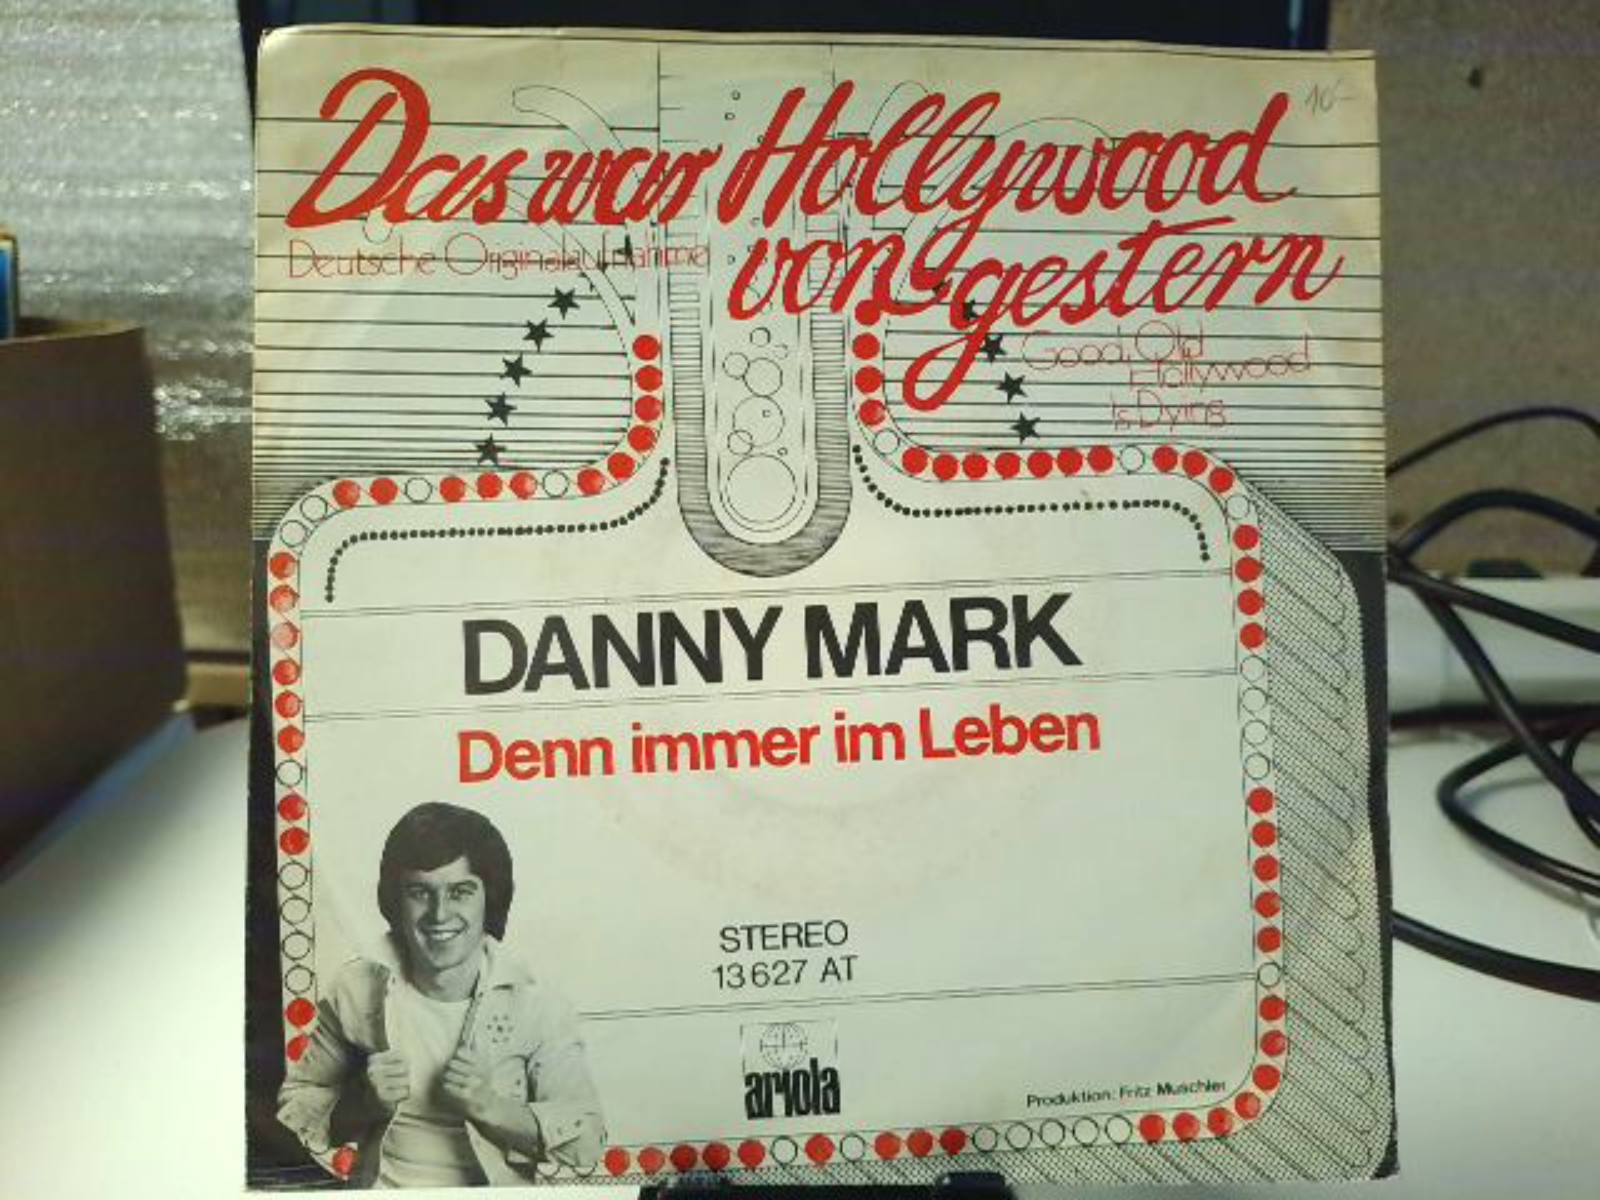 Das war Hollywood
von gestern
Deutsche Originalaufnahme
Good, Old
Hollywood
Is Dying
10-
DANNY MARK
Denn immer im Leben
STEREO
13 627 AT
ariola
Produktion: Fritz Muschler